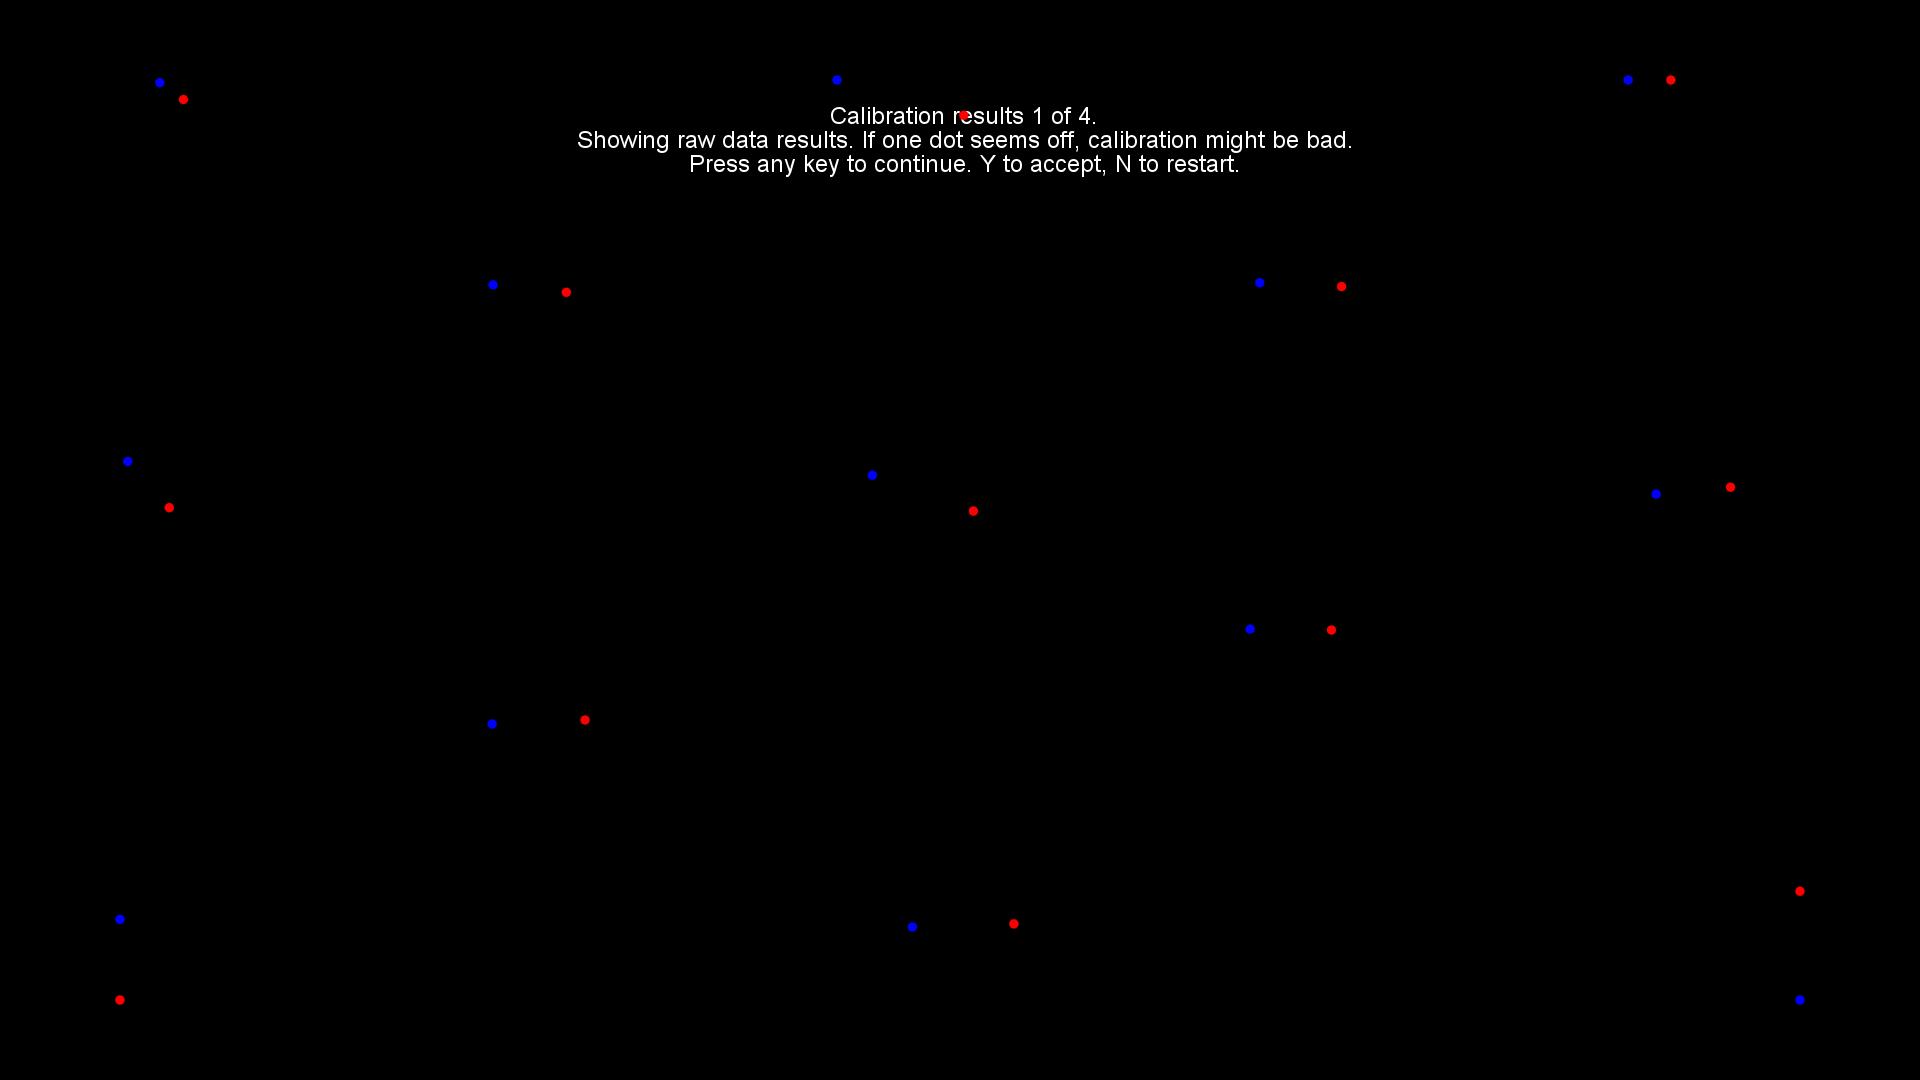 Calibration results 1 of 4.
Showing raw data results. If one dot seems off, calibration might be bad.
Press any key to continue. Y to accept, N to restart.